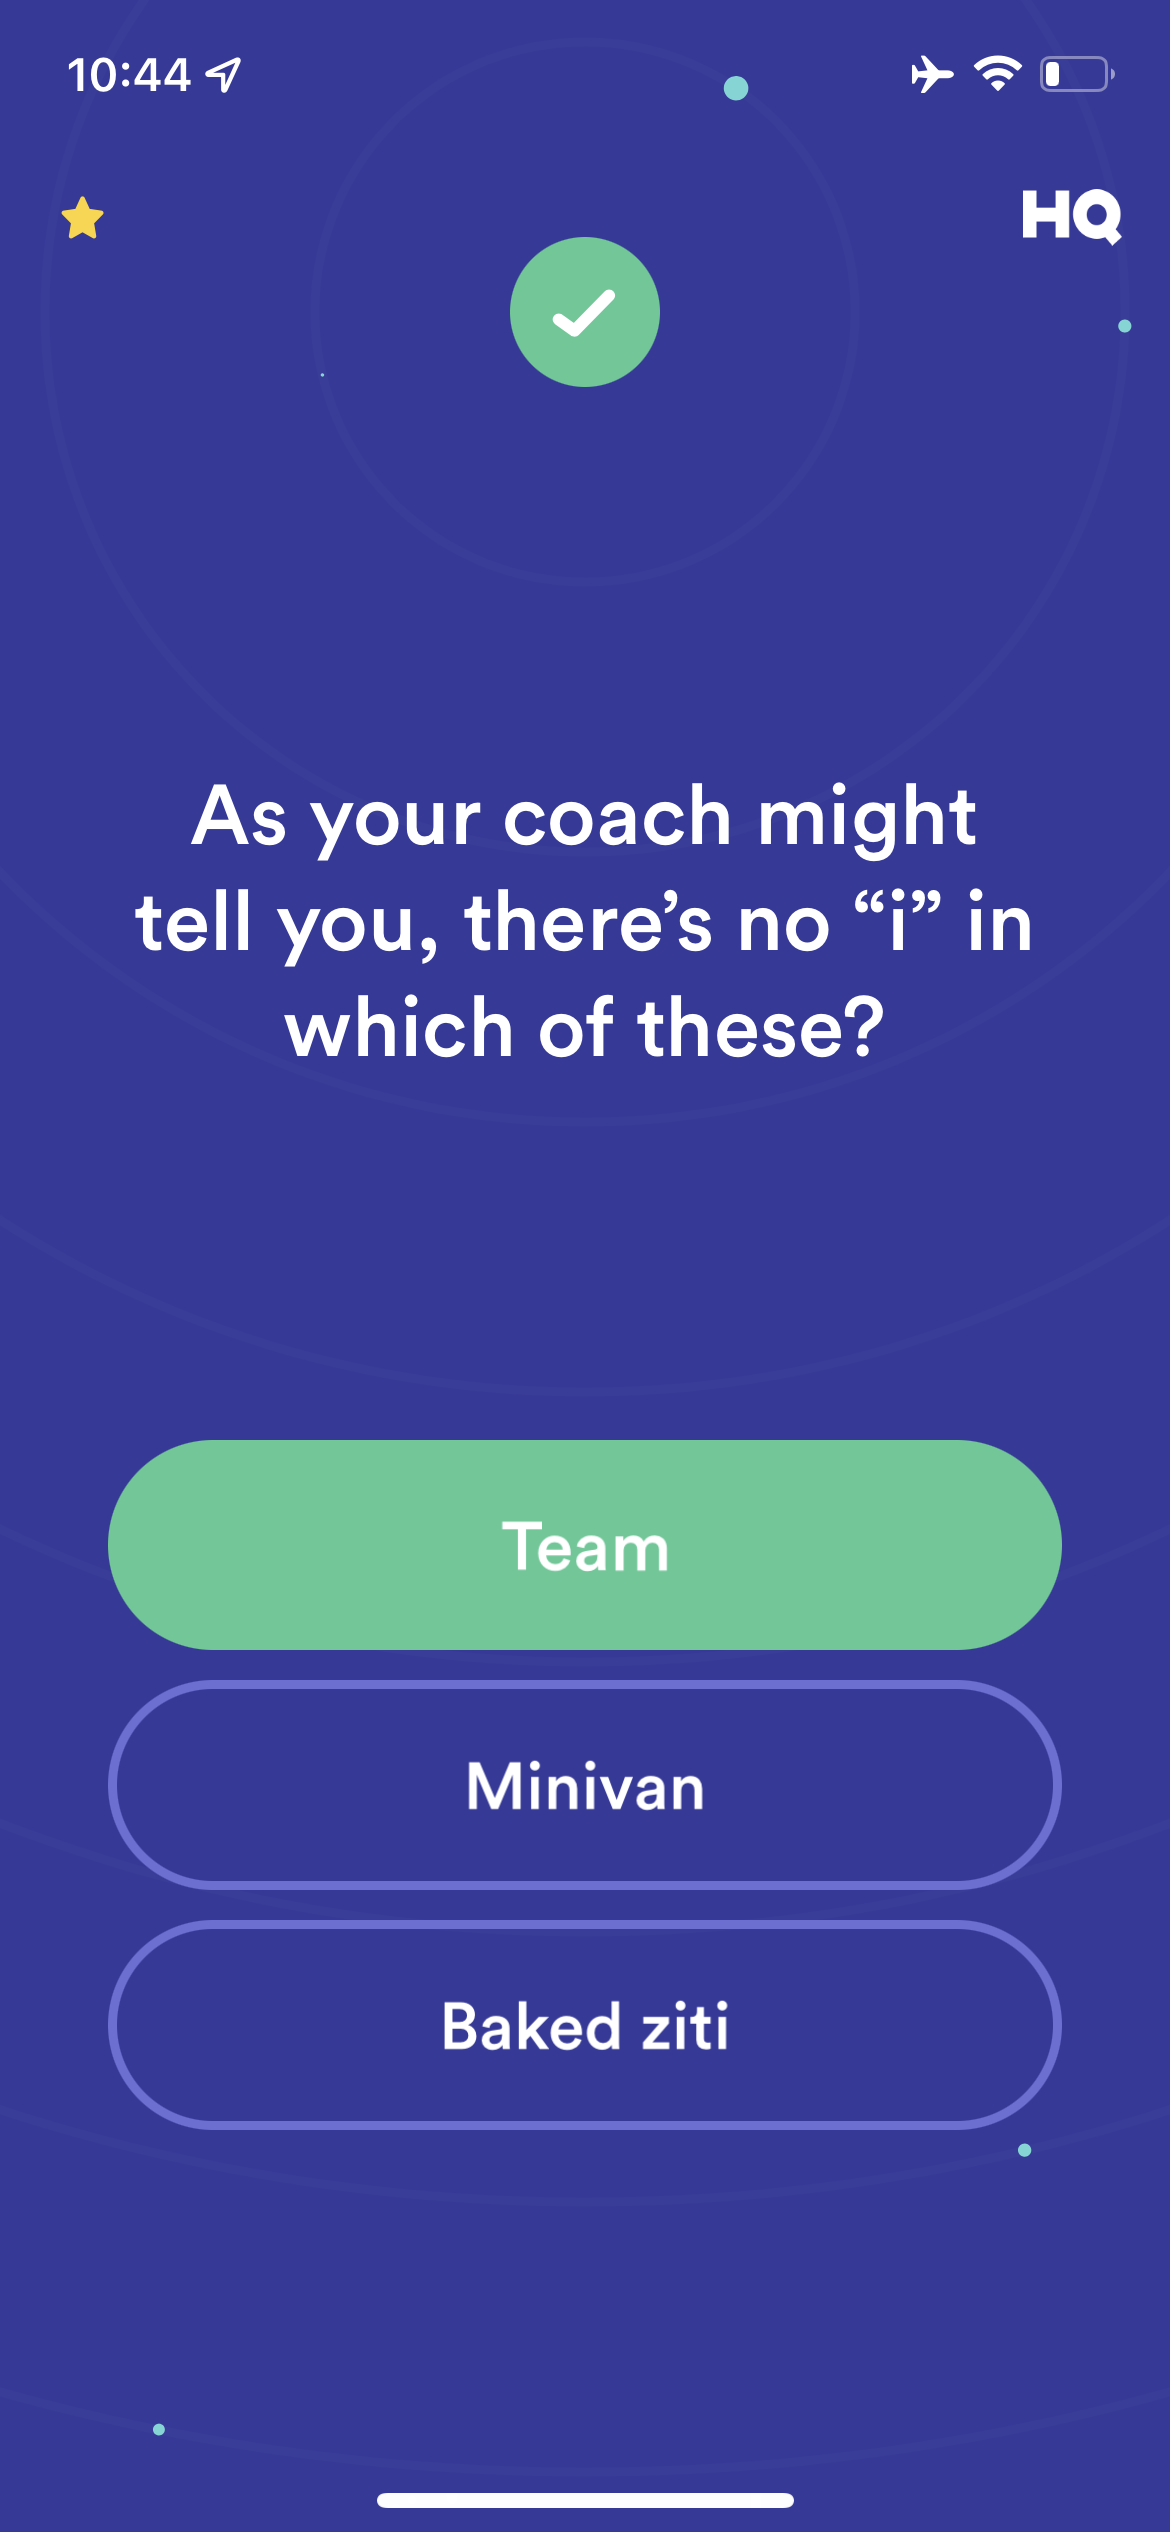 10:44
HQ
As your coach might
tell you, there’s no “i” in
which of these?
Team
Minivan
Baked ziti